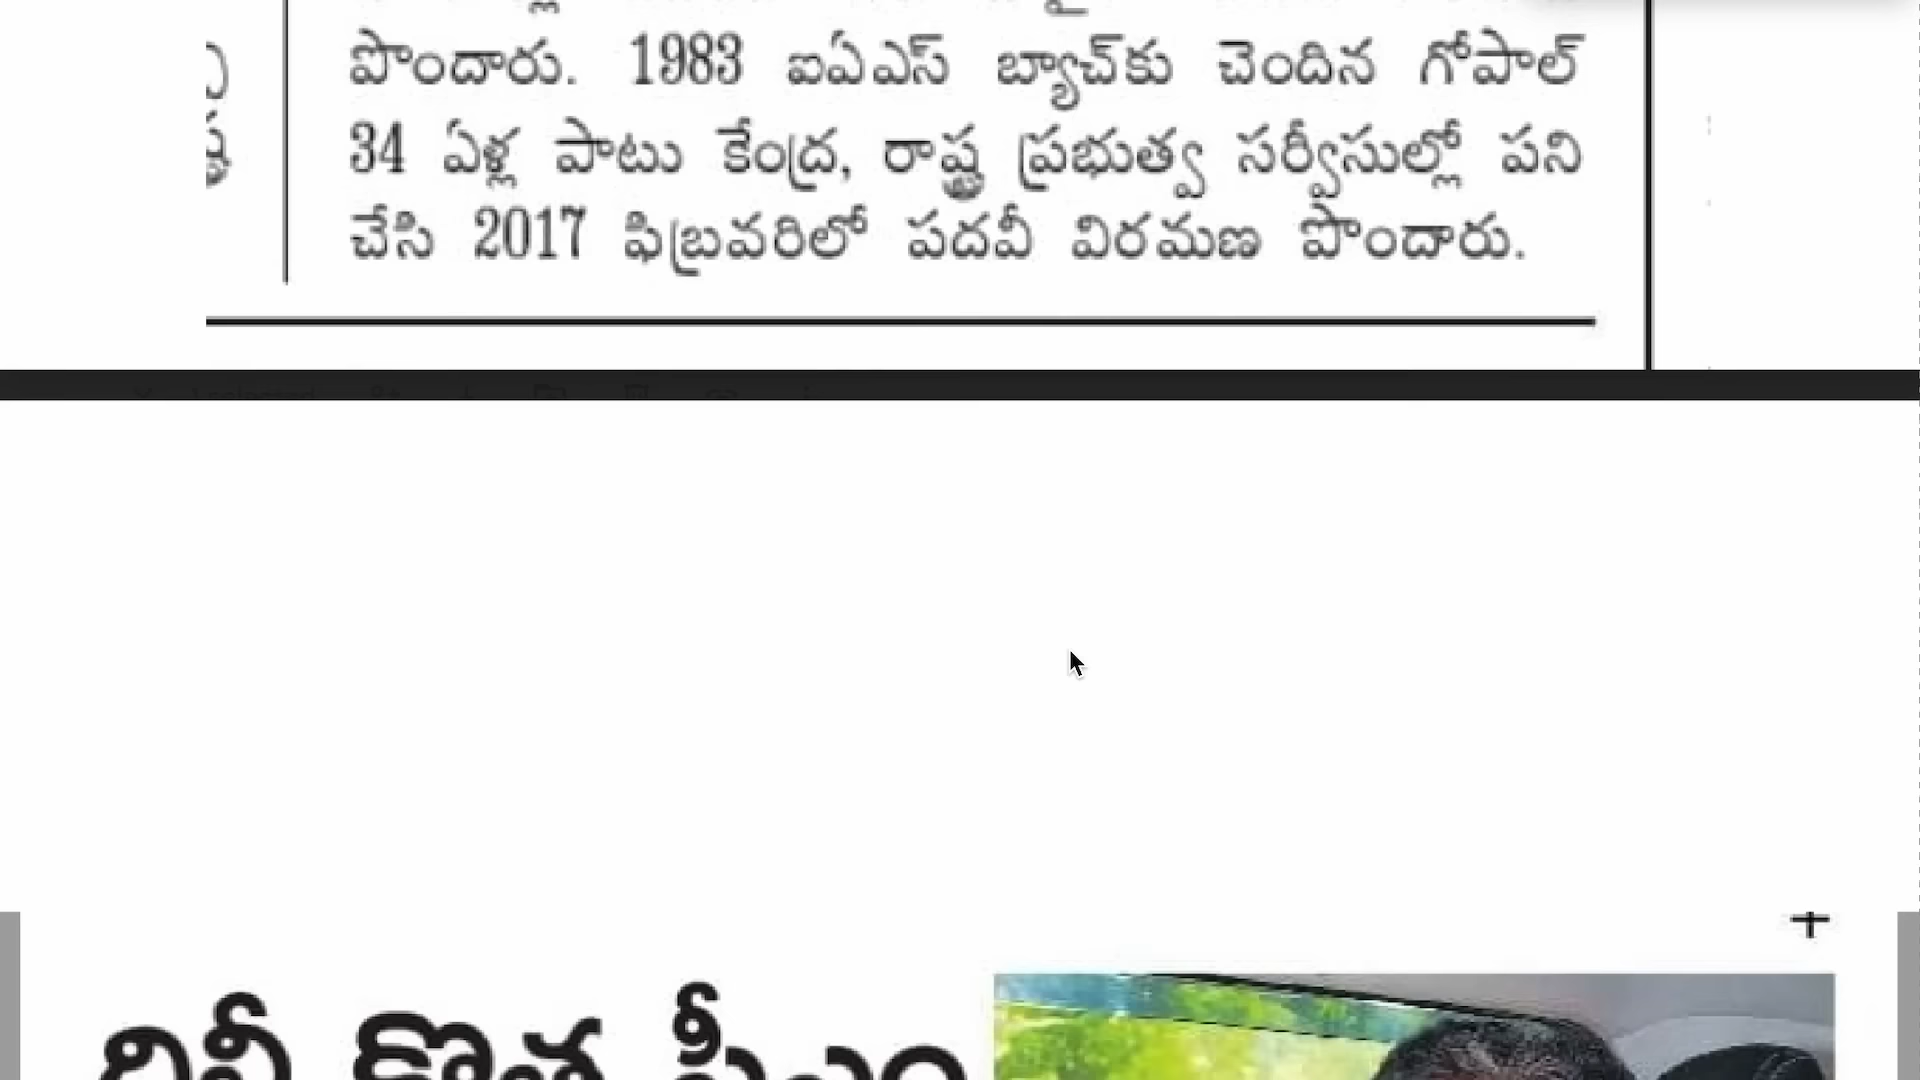 పొందారు. 1983 ఐఏఎస్ బ్యాచ్‌కు చెందిన గోపాల్
34 ఏళ్ల పాటు కేంద్ర, రాష్ట్ర ప్రభుత్వ సర్వీసుల్లో పని
చేసి 2017 ఫిబ్రవరిలో పదవీ విరమణ పొందారు.
కొత్త సీఎం